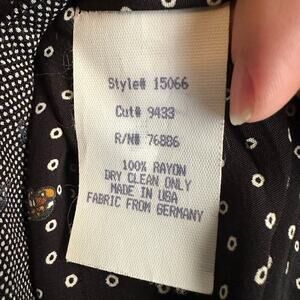 Style# 15066
Cut# 9433
R/N# 76886
100% RAYON
DRY CLEAN ONLY
MADE IN USA
FABRIC FROM GERMANY